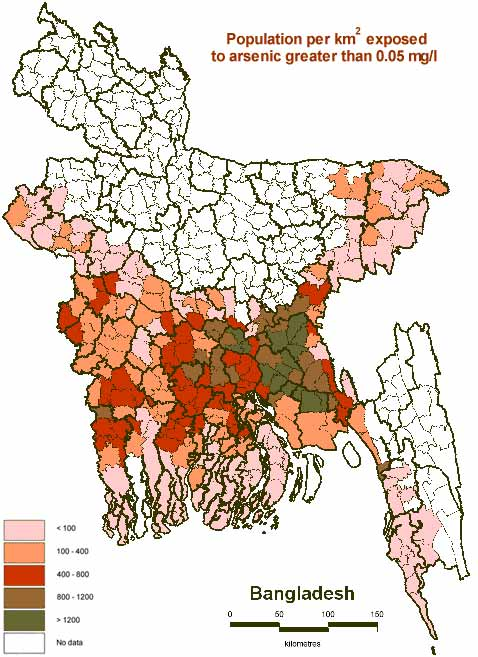 Population per km² exposed
to arsenic greater than 0.05 mg/l
< 100
100 - 400
400 - 800
800 - 1200
> 1200
No data
Bangladesh
0 50 100 150
kilometres